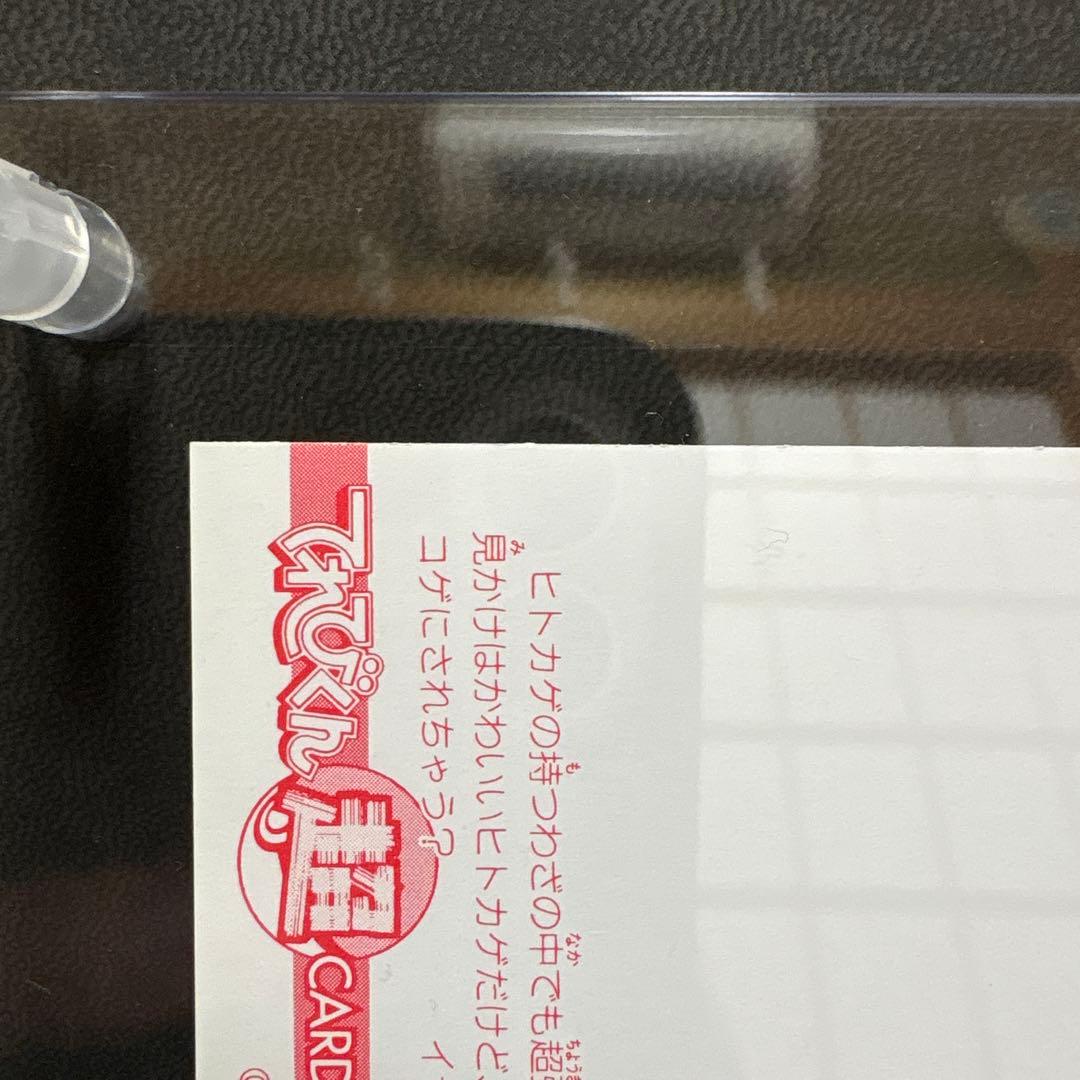 ヒトカゲの持つわざの中でも超
見かけはかわいいヒトカゲだけど、
コゲにされちゃう?
イ
てれびくん
超
CARD
©